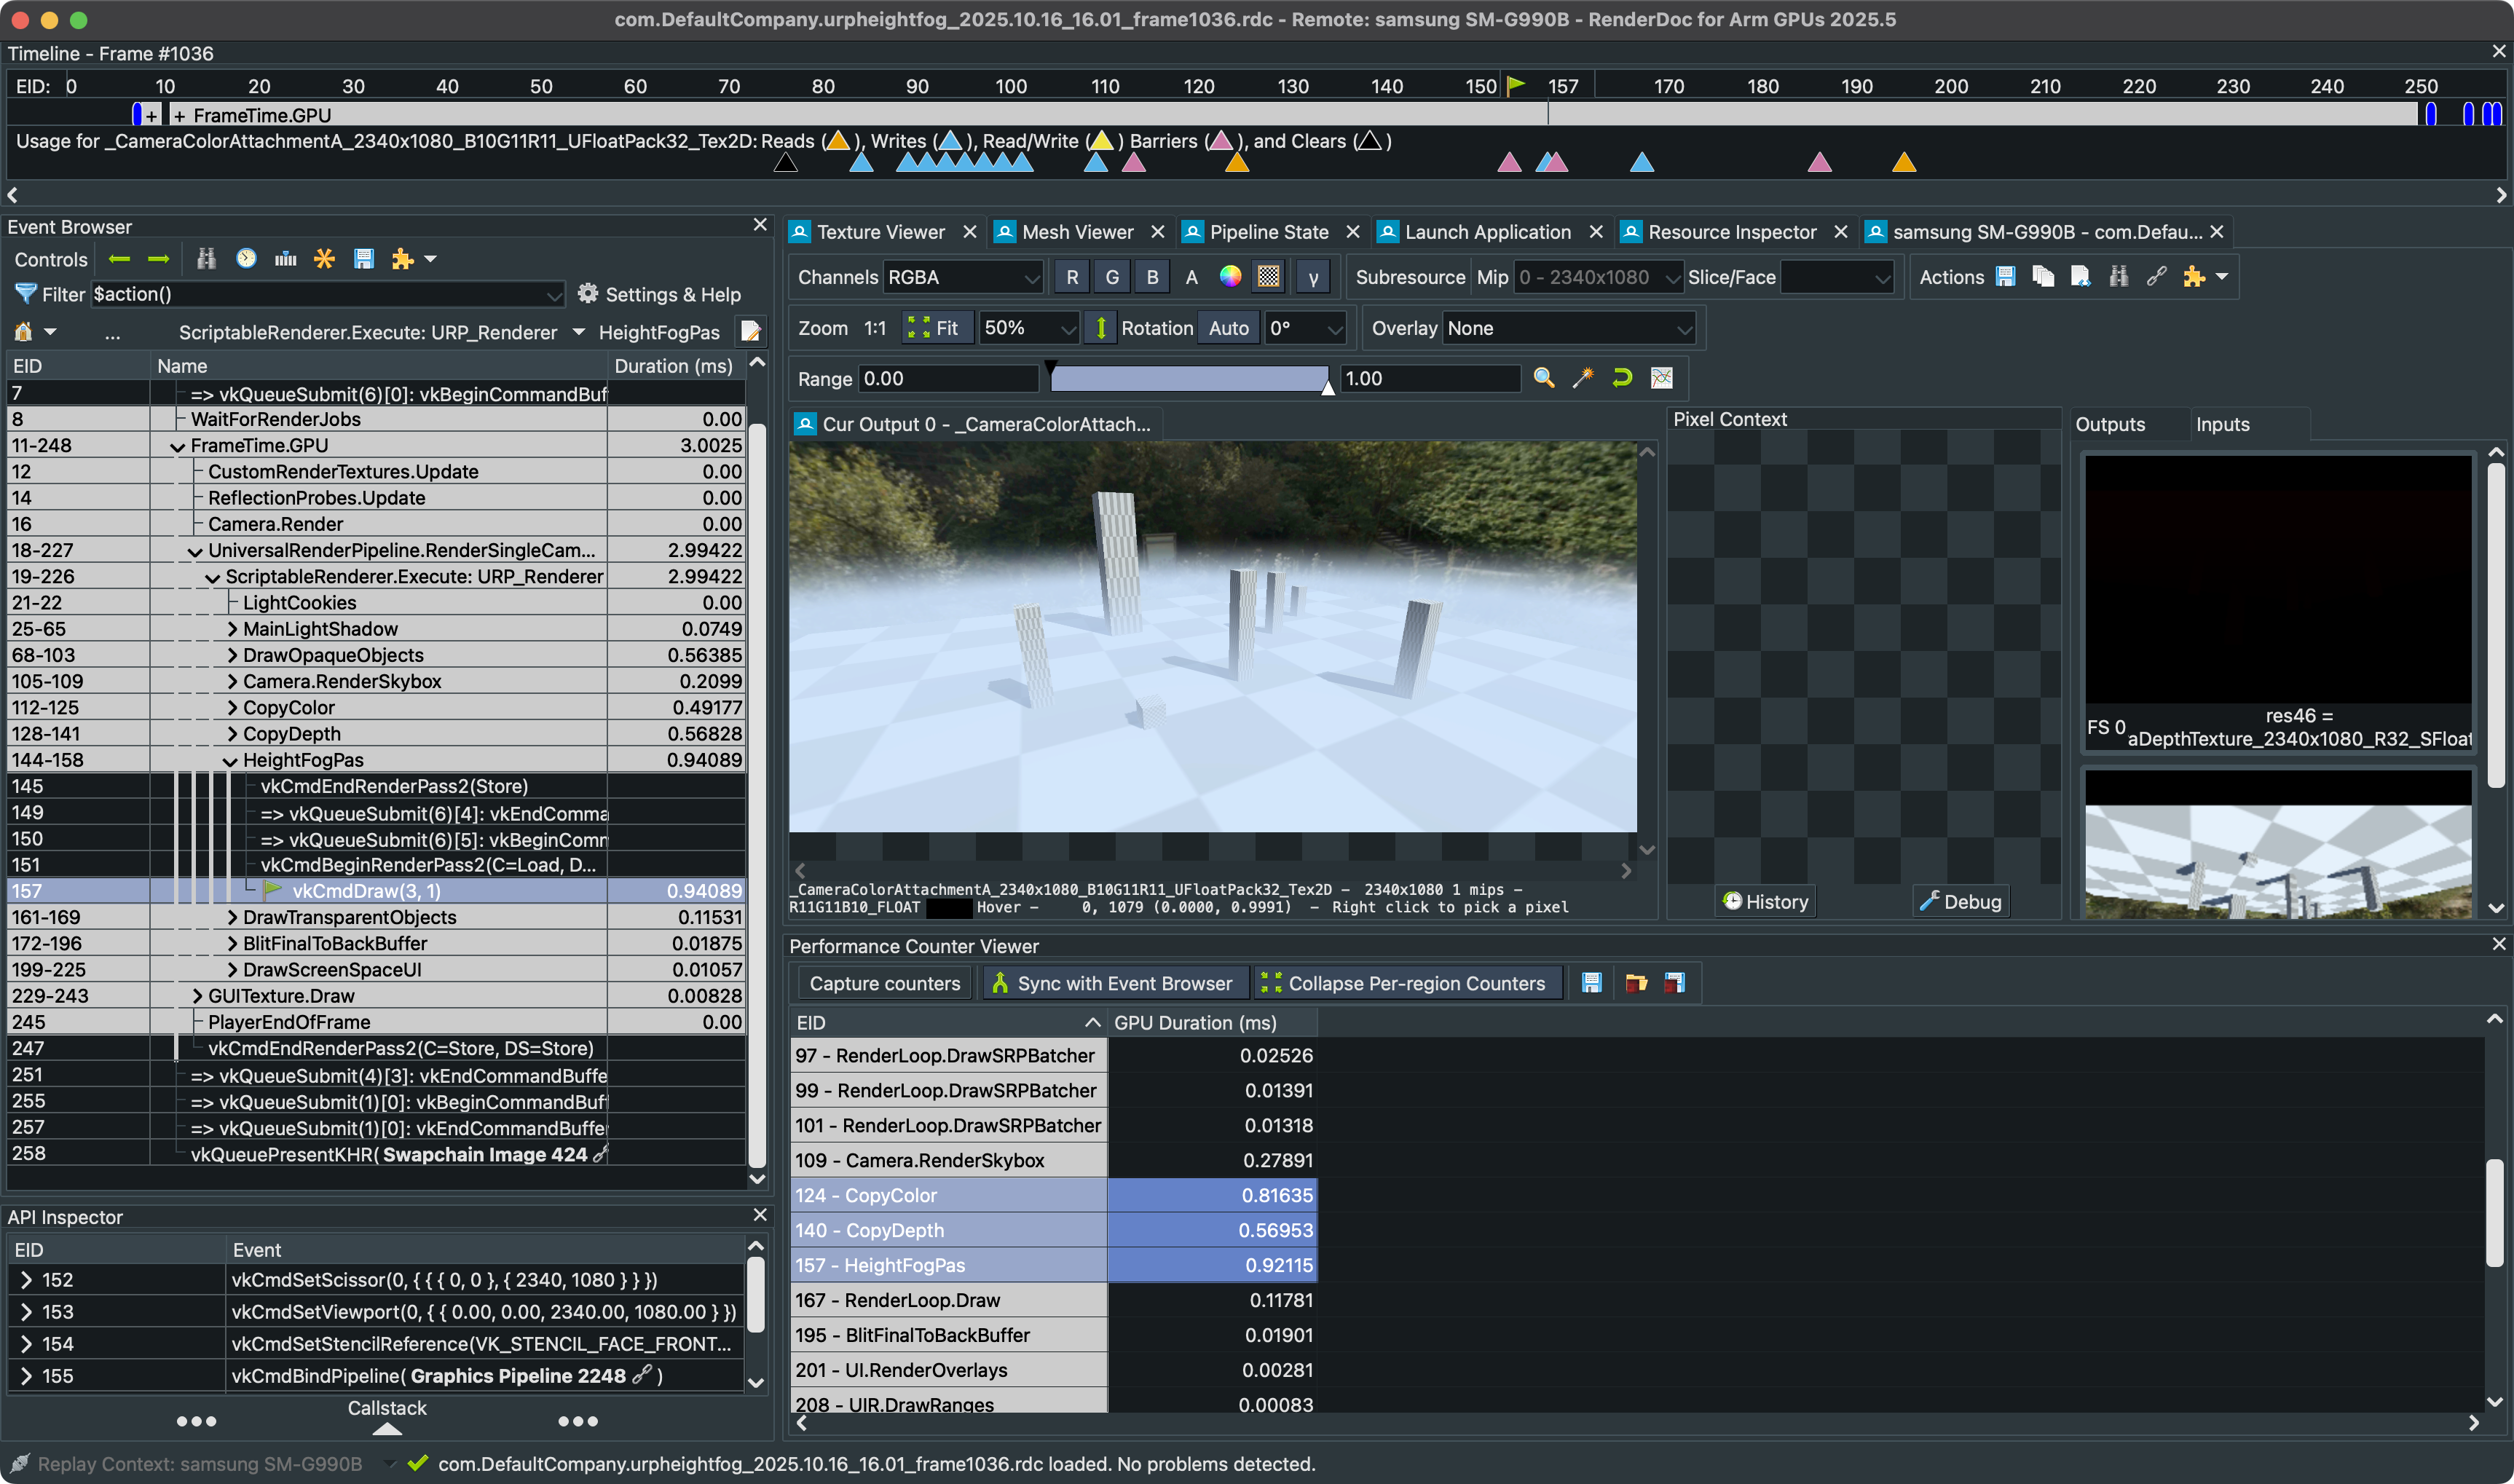 com.DefaultCompany.urpheightfog_2025.10.16_16.01_frame1036.rdc - Remote: samsung SM-G990B - RenderDoc for Arm GPUs 2025.5
Timeline - Frame #1036
EID: 0 10 20 30 40 50 60 70 80 90 100 110 120 130 140 150 157 170 180 190 200 210 220 230 240 250
+ + FrameTime.GPU
Usage for _CameraColorAttachmentA_2340x1080_B10G11R11_UFloatPack32_Tex2D: Reads ( ), Writes ( ), Read/Write ( ) Barriers ( ), and Clears ( )
Event Browser
Controls
Filter $action() Settings & Help
... ScriptableRenderer.Execute: URP_Renderer HeightFogPas
EID Name Duration (ms)
7 => vkQueueSubmit(6)[0]: vkBeginCommandBuf
8 WaitForRenderJobs 0.00
11-248 FrameTime.GPU 3.0025
12 CustomRenderTextures.Update 0.00
14 ReflectionProbes.Update 0.00
16 Camera.Render 0.00
18-227 UniversalRenderPipeline.RenderSingleCam... 2.99422
19-226 ScriptableRenderer.Execute: URP_Renderer 2.99422
21-22 LightCookies 0.00
25-65 MainLightShadow 0.0749
68-103 DrawOpaqueObjects 0.56385
105-109 Camera.RenderSkybox 0.2099
112-125 CopyColor 0.49177
128-141 CopyDepth 0.56828
144-158 HeightFogPas 0.94089
145 vkCmdEndRenderPass2(Store)
149 => vkQueueSubmit(6)[4]: vkEndComma
150 => vkQueueSubmit(6)[5]: vkBeginComm
151 vkCmdBeginRenderPass2(C=Load, D...
157 vkCmdDraw(3, 1) 0.94089
161-169 DrawTransparentObjects 0.11531
172-196 BlitFinalToBackBuffer 0.01875
199-225 DrawScreenSpaceUI 0.01057
229-243 GUITexture.Draw 0.00828
245 PlayerEndOfFrame 0.00
247 vkCmdEndRenderPass2(C=Store, DS=Store)
251 => vkQueueSubmit(4)[3]: vkEndCommandBuffe
255 => vkQueueSubmit(1)[0]: vkBeginCommandBuf
257 => vkQueueSubmit(1)[0]: vkEndCommandBuffe
258 vkQueuePresentKHR( Swapchain Image 424
API Inspector
EID Event
152 vkCmdSetScissor(0, { { { 0, 0 }, { 2340, 1080 } } })
153 vkCmdSetViewport(0, { { 0.00, 0.00, 2340.00, 1080.00 } })
154 vkCmdSetStencilReference(VK_STENCIL_FACE_FRONT...
155 vkCmdBindPipeline( Graphics Pipeline 2248 )
Callstack
Texture Viewer
Mesh Viewer
Pipeline State
Launch Application
Resource Inspector
samsung SM-G990B - com.Defau...
Channels RGBA R G B A γ Subresource Mip 0 - 2340x1080 Slice/Face Actions
Zoom 1:1 Fit 50% Rotation Auto 0° Overlay None
Range 0.00 1.00
Cur Output 0 - _CameraColorAttach...
_CameraColorAttachmentA_2340x1080_B10G11R11_UFloatPack32_Tex2D - 2340x1080 1 mips -
R11G11B10_FLOAT Hover - 0, 1079 (0.0000, 0.9991) - Right click to pick a pixel
Pixel Context
History Debug
Outputs Inputs
FS 0 res46 =
aDepthTexture_2340x1080_R32_SFloat
Performance Counter Viewer
Capture counters Sync with Event Browser Collapse Per-region Counters
EID GPU Duration (ms)
97 - RenderLoop.DrawSRPBatcher 0.02526
99 - RenderLoop.DrawSRPBatcher 0.01391
101 - RenderLoop.DrawSRPBatcher 0.01318
109 - Camera.RenderSkybox 0.27891
124 - CopyColor 0.81635
140 - CopyDepth 0.56953
157 - HeightFogPas 0.92115
167 - RenderLoop.Draw 0.11781
195 - BlitFinalToBackBuffer 0.01901
201 - UI.RenderOverlays 0.00281
208 - UIR.DrawRanges 0.00083
Replay Context: samsung SM-G990B com.DefaultCompany.urpheightfog_2025.10.16_16.01_frame1036.rdc loaded. No problems detected.